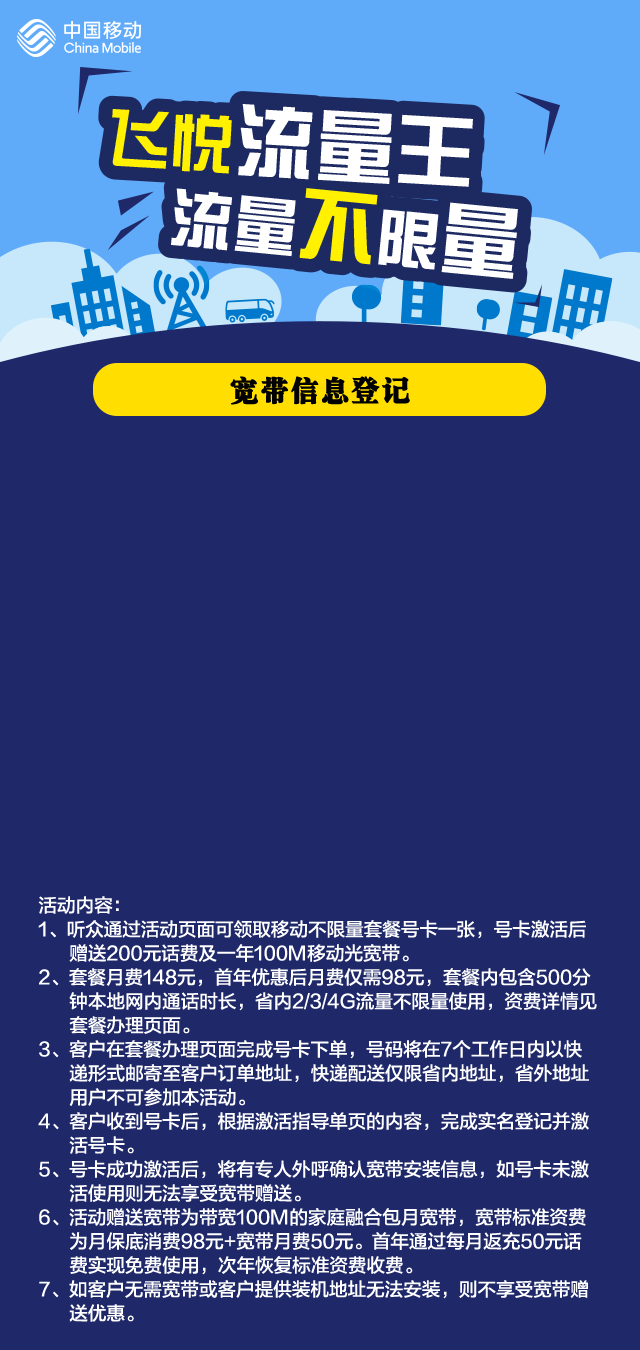 中国移动
China Mobile
飞悦流量王
流量不限量
宽带信息登记
活动内容：
1、听众通过活动页面可领取移动不限量套餐号卡一张，号卡激活后
赠送200元话费及一年100M移动光宽带。
2、套餐月费148元，首年优惠后月费仅需98元，套餐内包含500分
钟本地网内通话时长，省内2/3/4G流量不限量使用，资费详情见
套餐办理页面。
3、客户在套餐办理页面完成号卡下单，号码将在7个工作日内以快
递形式邮寄至客户订单地址，快递配送仅限省内地址，省外地址
用户不可参加本活动。
4、客户收到号卡后，根据激活指导单页的内容，完成实名登记并激
活号卡。
5、号卡成功激活后，将有专人外呼确认宽带安装信息，如号卡未激
活使用则无法享受宽带赠送。
6、活动赠送宽带为带宽100M的家庭融合包月宽带，宽带标准资费
为月保底消费98元+宽带月费50元。首年通过每月返充50元话
费实现免费使用，次年恢复标准资费收费。
7、如客户无需宽带或客户提供装机地址无法安装，则不享受宽带赠
送优惠。